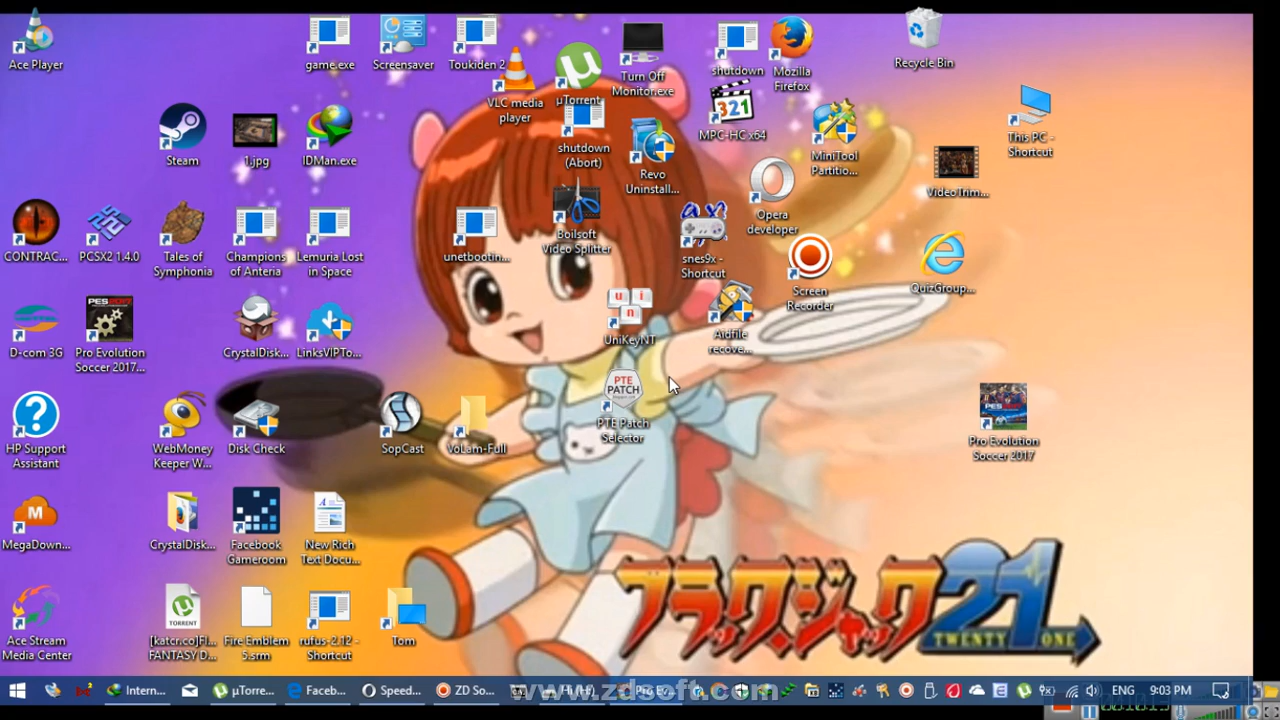 Ace Player
game.exe
Screensaver
Toukiden 2
VLC media
player
µTorrent
Turn Off
Monitor.exe
shutdown
Mozilla
Firefox
Recycle Bin
Steam
1.jpg
IDMan.exe
shutdown
(Abort)
Revo
Uninstall...
321
MPC-HC x64
MiniTool
Partitio...
This PC -
Shortcut
VideoTrim...
CONTRAC...
PCSX2 1.4.0
Tales of
Symphonia
Champions
of Anteria
Lemuria Lost
in Space
unetbootin...
Boilsoft
Video Splitter
snes9x -
Shortcut
Opera
developer
Screen
Recorder
QuizGroup...
D-com 3G
PES2017
Pro Evolution
Soccer 2017...
CrystalDisk...
LinksVIPTo...
u i
n
UniKeyNT
Aidfile
recove...
HP Support
Assistant
WebMoney
Keeper W...
Disk Check
SopCast
VoLam-Full
PTE
PATCH
PTE Patch
Selector
Pro Evolution
Soccer 2017
M
MegaDown...
CrystalDisk...
Facebook
Gameroom
New Rich
Text Docu...
Ace Stream
Media Center
TORRENT
[katcr.co]F...
FANTASY D...
Fire Emblem
5.srm
rufus-2.12 -
Shortcut
Tom
ブラックジャック21
TWENTY ONE
Intern...
µTorre...
Faceb...
Speed...
ZD So...
www.zdsoft.com
ENG
9:03 PM